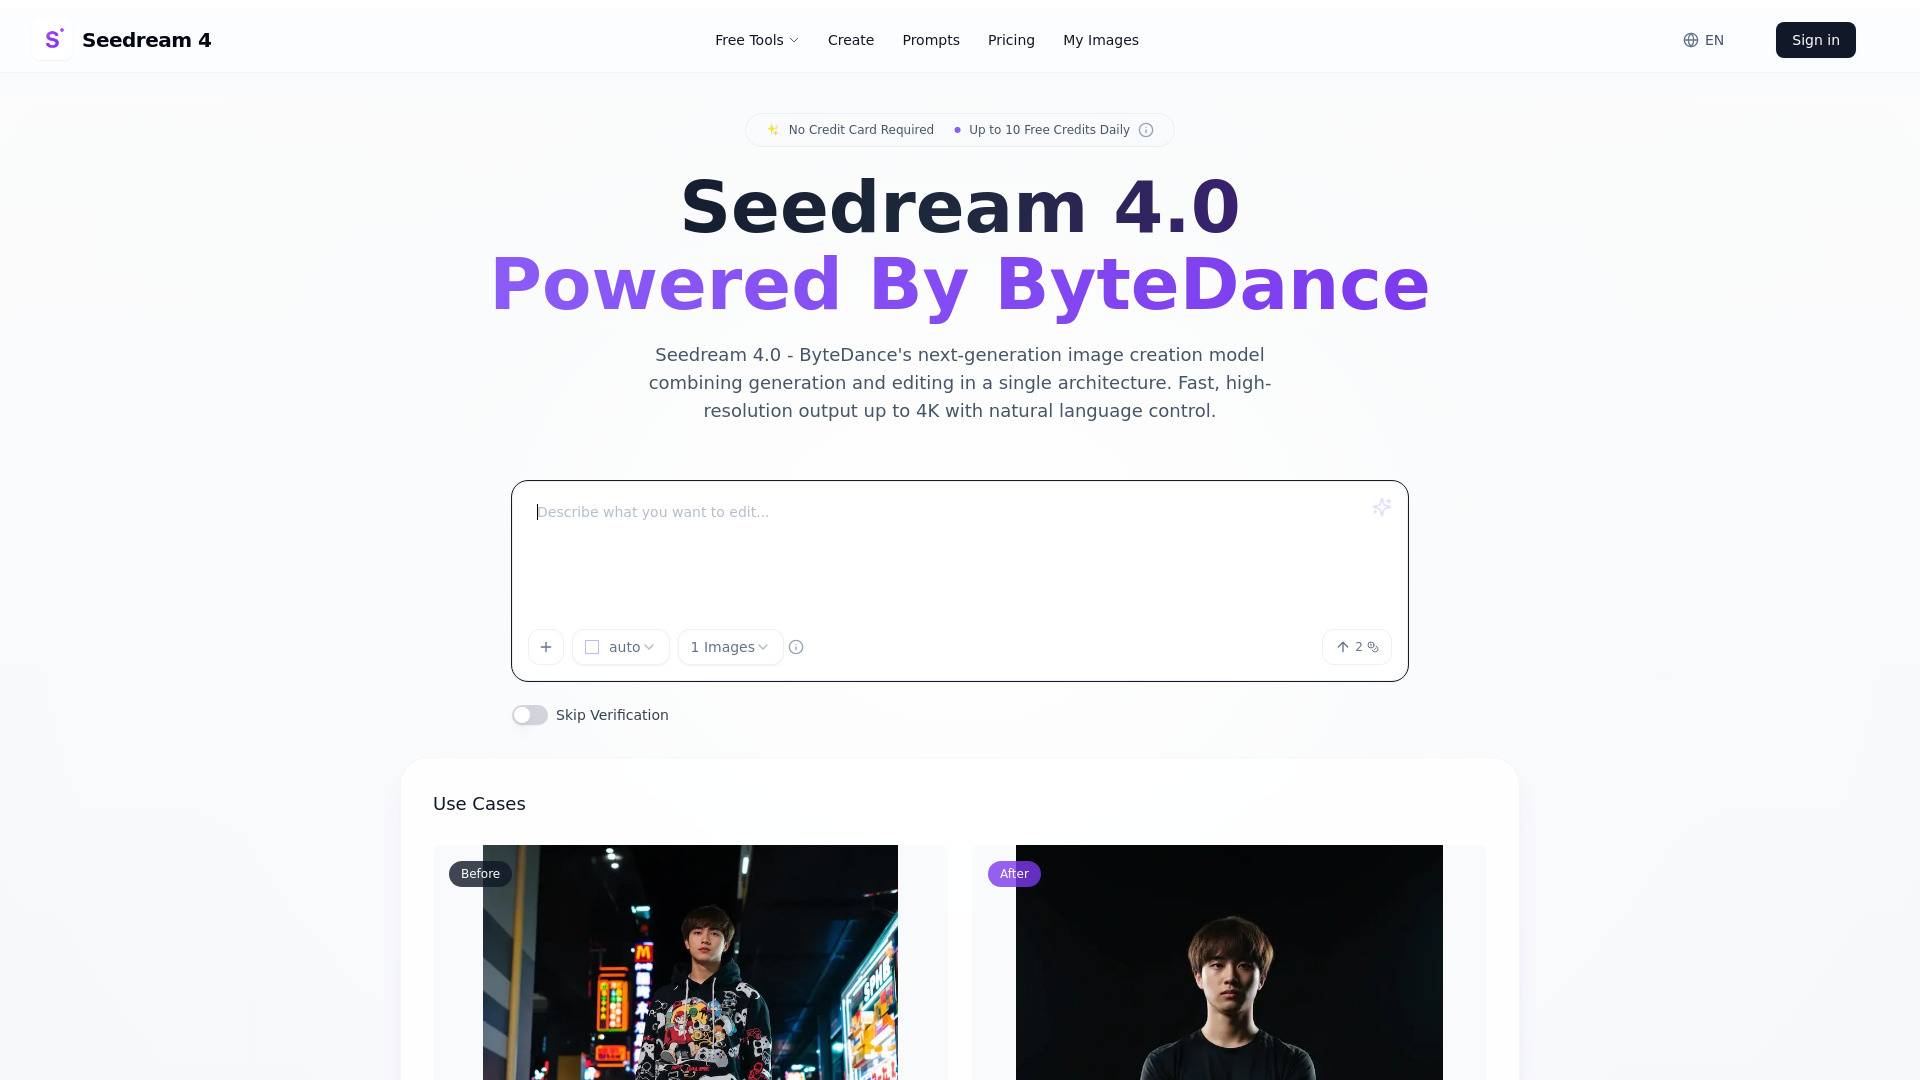 S
Seedream 4
Free Tools
Create
Prompts
Pricing
My Images
EN
Sign in
No Credit Card Required
Up to 10 Free Credits Daily
Seedream 4.0
Powered By ByteDance
Seedream 4.0 - ByteDance's next-generation image creation model
combining generation and editing in a single architecture. Fast, high-
resolution output up to 4K with natural language control.
Describe what you want to edit...
auto
1 Images
2
Skip Verification
Use Cases
Before
After